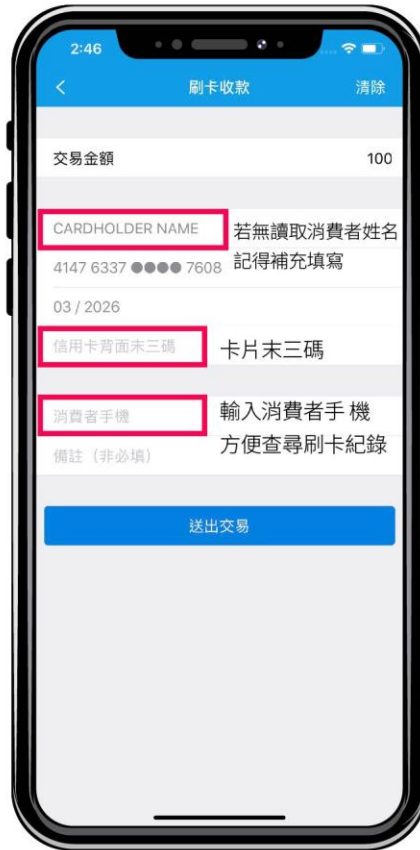 2:46
刷卡收款
清除
交易金額 100
CARDHOLDER NAME
若無讀取消費者姓名
4147 6337 ●●●● 7608
記得補充填寫
03 / 2026
信用卡背面末三碼
卡片末三碼
消費者手機
輸入消費者手 機
備註（非必填）
方便查尋刷卡紀錄
送出交易